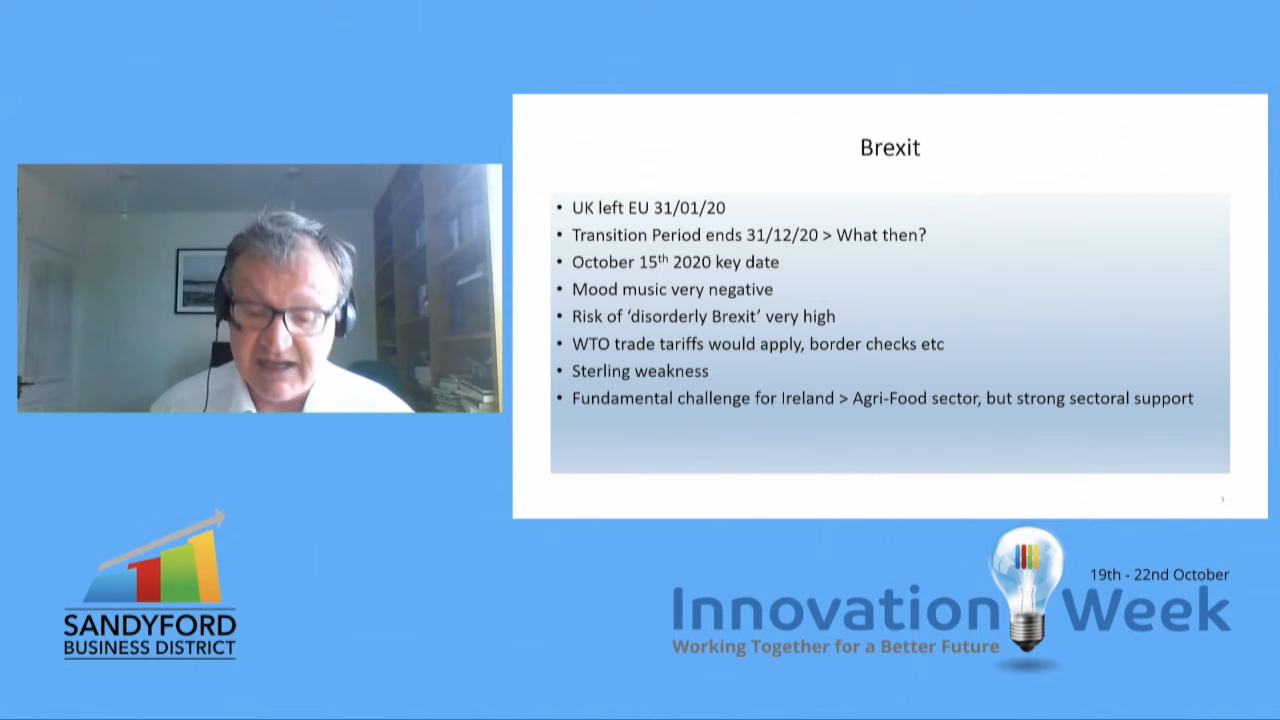 Brexit
• UK left EU 31/01/20
• Transition Period ends 31/12/20 > What then?
• October 15th 2020 key date
• Mood music very negative
• Risk of ‘disorderly Brexit’ very high
• WTO trade tariffs would apply, border checks etc
• Sterling weakness
• Fundamental challenge for Ireland > Agri-Food sector, but strong sectoral support
3
SANDYFORD
BUSINESS DISTRICT
19th - 22nd October
Innovation Week
Working Together for a Better Future